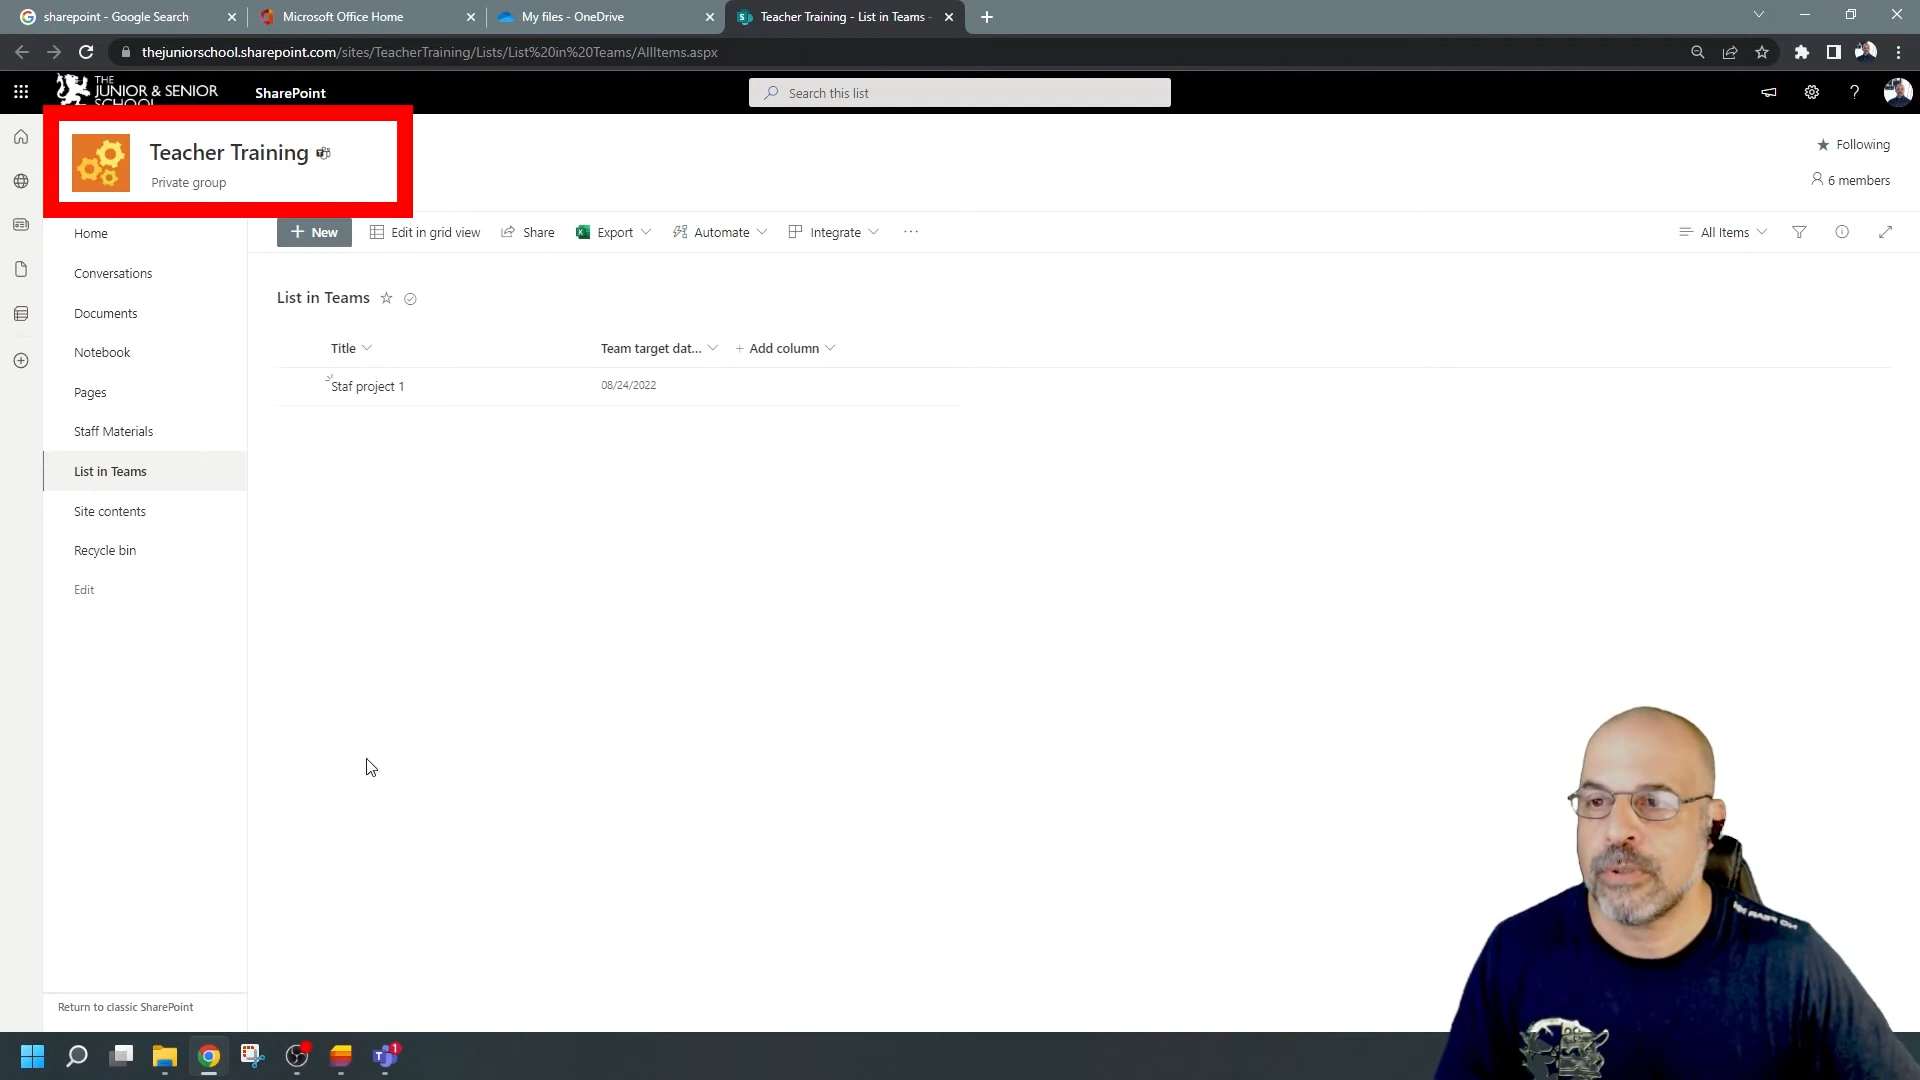 sharepoint - Google Search
Microsoft Office Home
My files - OneDrive
Teacher Training - List in Teams -
thejuniorschool.sharepoint.com/sites/TeacherTraining/Lists/List%20in%20Teams/AllItems.aspx
THE
JUNIOR & SENIOR
SCHOOL
SharePoint
Search this list
Teacher Training
Private group
Following
6 members
Home
Conversations
Documents
Notebook
Pages
Staff Materials
List in Teams
Site contents
Recycle bin
Edit
Return to classic SharePoint
+ New
Edit in grid view
Share
Export
Automate
Integrate
...
All Items
List in Teams
Title
Team target dat...
+ Add column
Staf project 1
08/24/2022
1